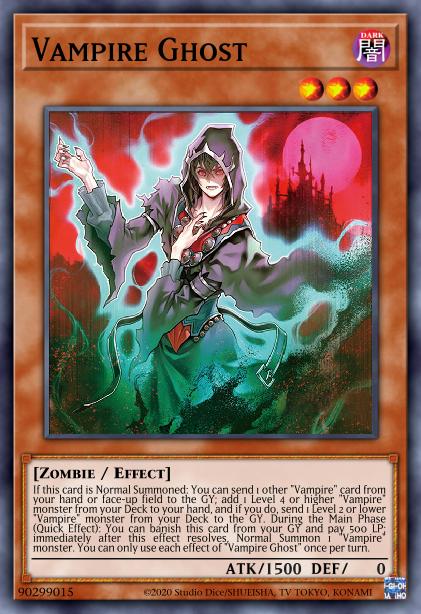 VAMPIRE GHOST
DARK
闇
[ZOMBIE / EFFECT]
If this card is Normal Summoned: You can send 1 other "Vampire" card from
your hand or face-up field to the GY; add 1 Level 4 or higher "Vampire"
monster from your Deck to your hand, and if you do, send 1 Level 2 or lower
"Vampire" monster from your Deck to the GY. During the Main Phase
(Quick Effect): You can banish this card from your GY and pay 500 LP;
immediately after this effect resolves, Normal Summon 1 "Vampire"
monster. You can only use each effect of "Vampire Ghost" once per turn.
ATK/1500 DEF/ 0
90299015 ©2020 Studio Dice/SHUEISHA, TV TOKYO, KONAMI